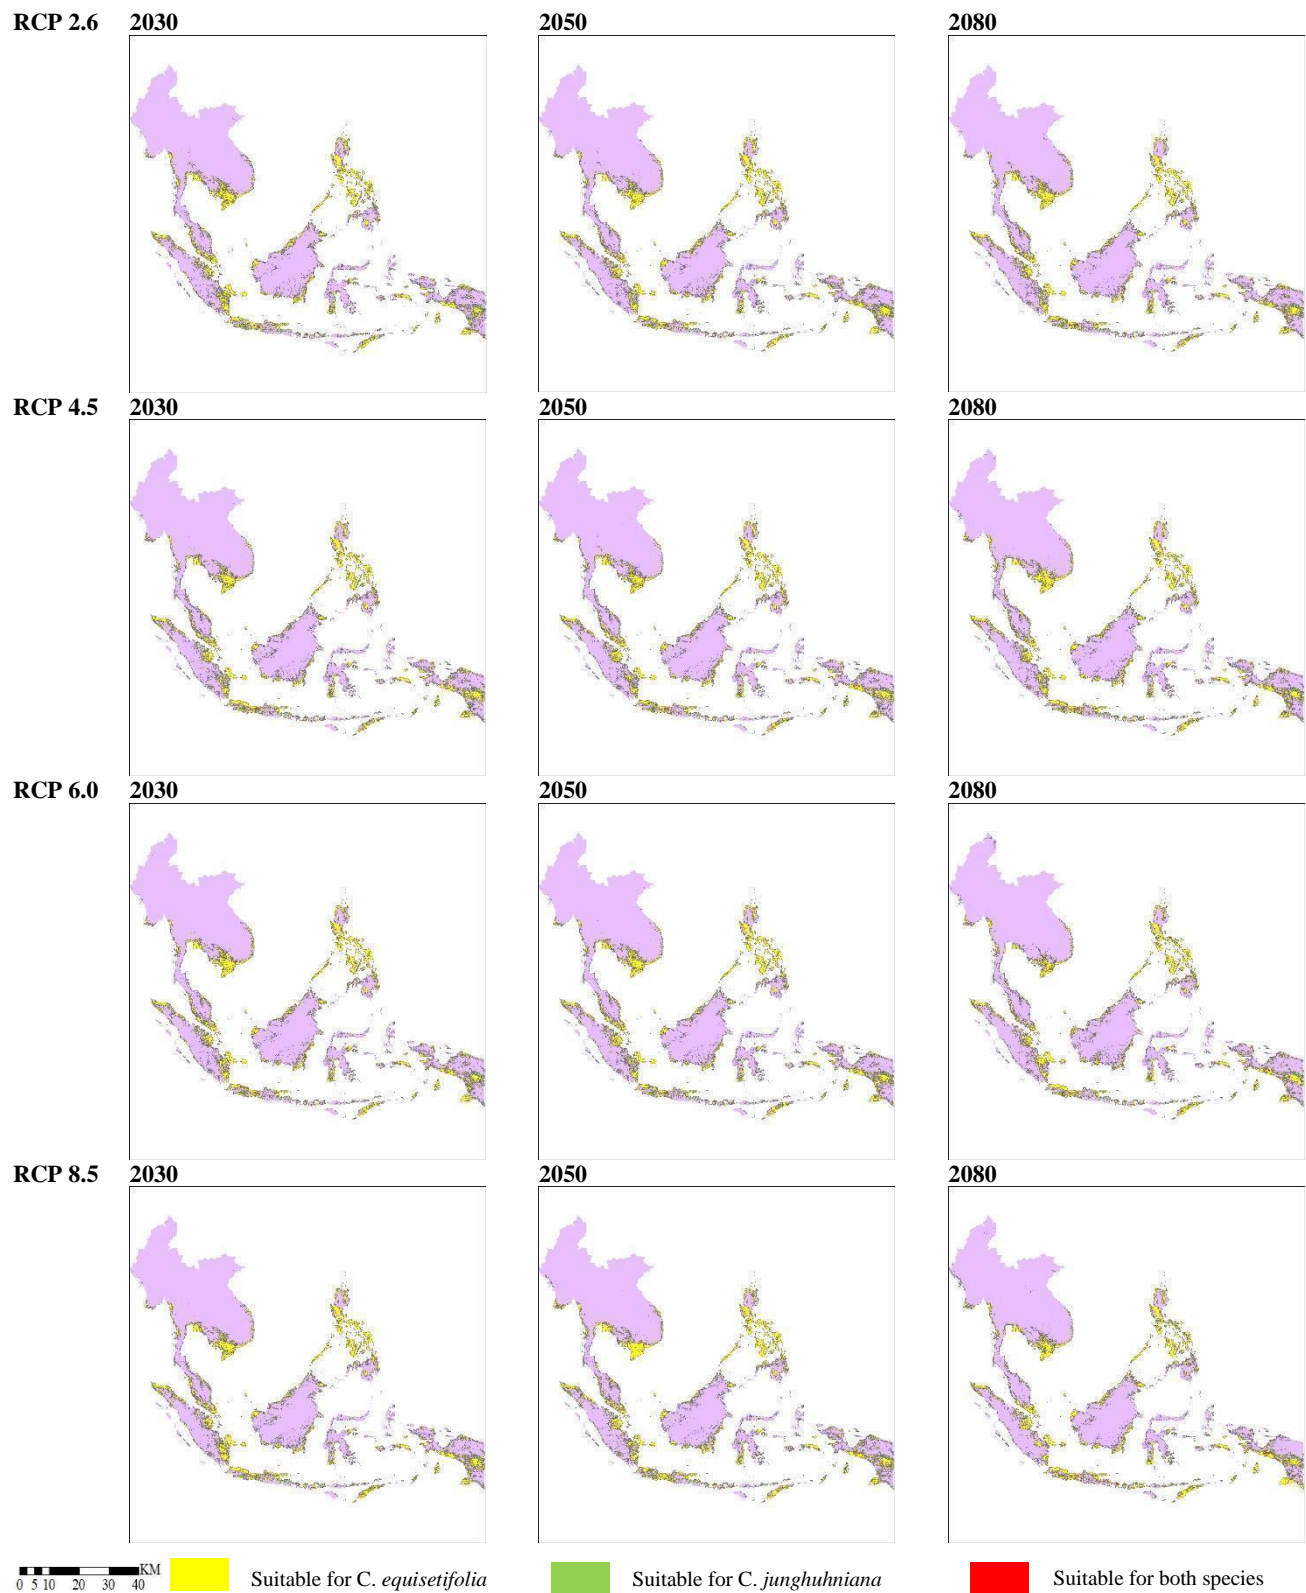 RCP 2.6 2030 2050 2080
RCP 4.5 2030 2050 2080
RCP 6.0 2030 2050 2080
RCP 8.5 2030 2050 2080
KM
0 5 10 20 30 40
Suitable for C. equisetifolia
Suitable for C. junghuhniana
Suitable for both species